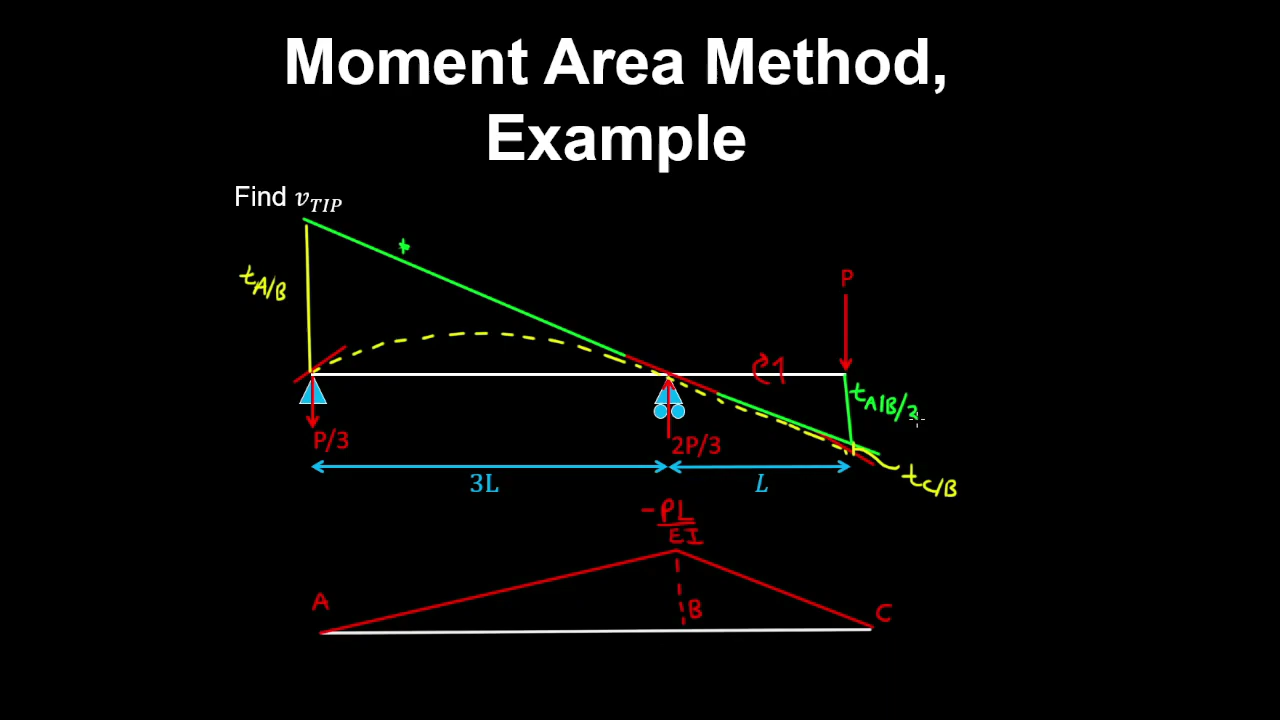 Moment Area Method,
Example
Find v_TIP
+
t_A/B
P
t_A/B/3
P/3
2P/3
t_C/B
3L
L
-PL/EI
A
B
C